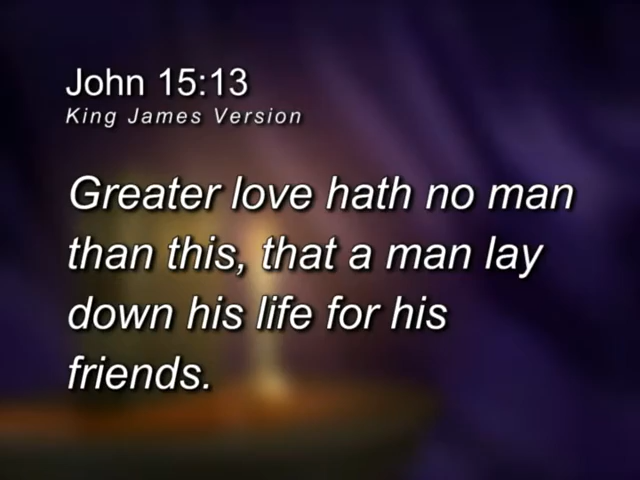 John 15:13
King James Version
Greater love hath no man
than this, that a man lay
down his life for his
friends.